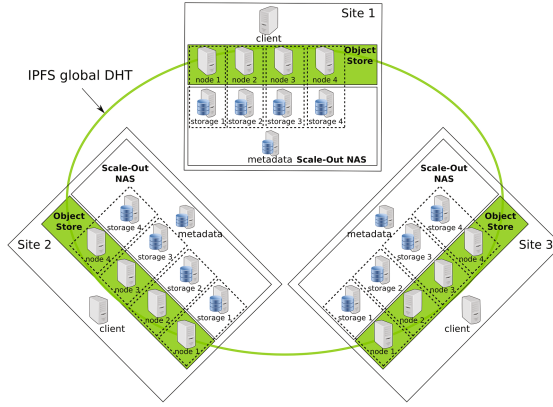 Site 1
client
Object
Store
node 1 node 2 node 3 node 4
IPFS global DHT
storage 1 storage 2 storage 3 storage 4
metadata Scale-Out NAS
Scale-Out
NAS
Object
Store
Site 2
storage 4
metadata
storage 3
storage 2
storage 1
node 4
node 3
node 2
node 1
client
Scale-Out
NAS
Object
Store
Site 3
storage 4
metadata
storage 3
storage 2
storage 1
node 4
node 3
node 2
node 1
client